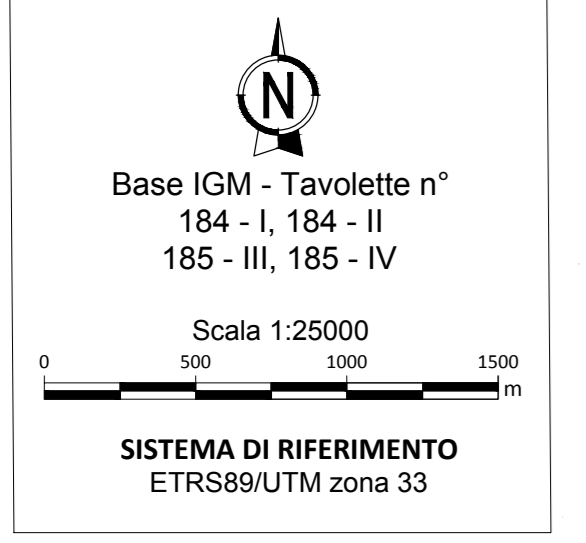 N
Base IGM - Tavolette n°
184 - I, 184 - II
185 - III, 185 - IV
Scala 1:25000
0 500 1000 1500
m
SISTEMA DI RIFERIMENTO
ETRS89/UTM zona 33